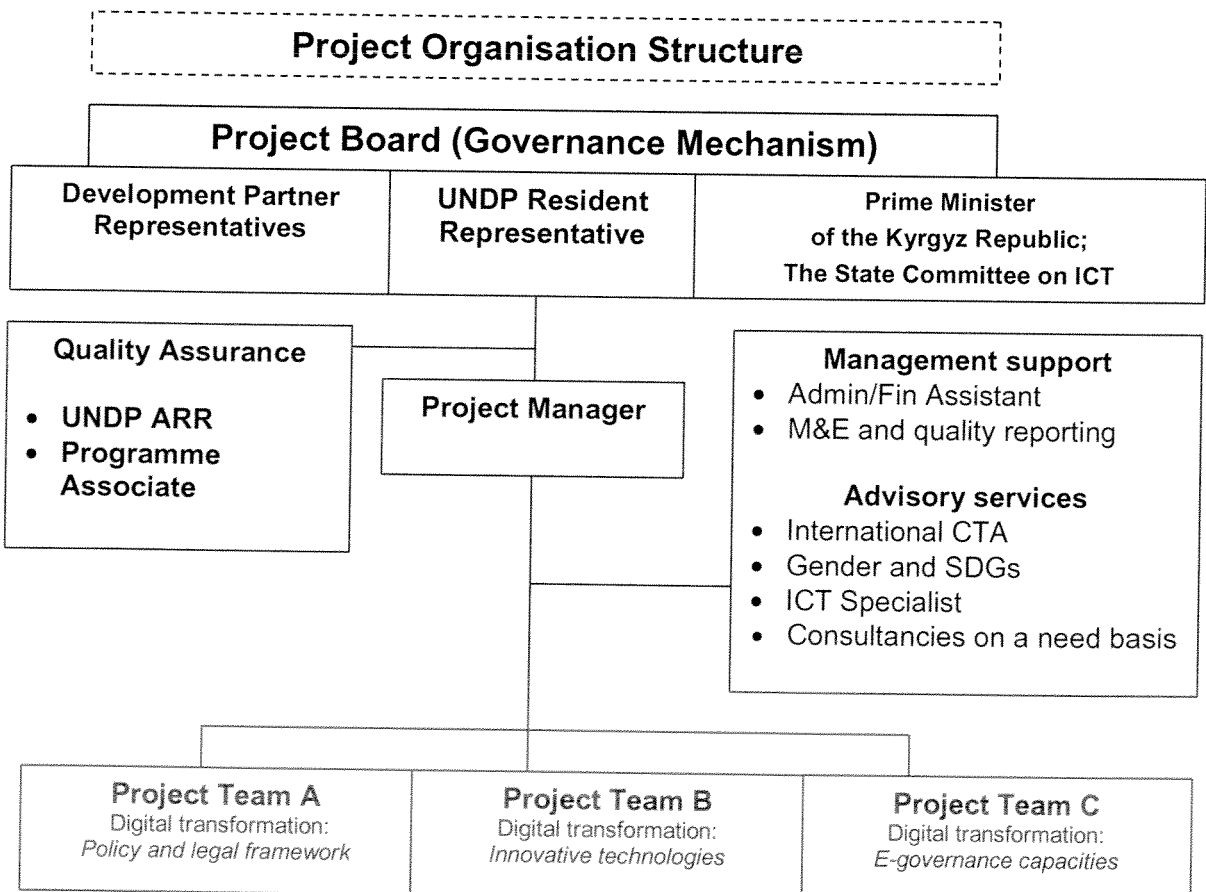 Project Organisation Structure
Project Board (Governance Mechanism)
Development Partner
Representatives
UNDP Resident
Representative
Prime Minister
of the Kyrgyz Republic;
The State Committee on ICT
Quality Assurance
• UNDP ARR
• Programme
Associate
Project Manager
Management support
• Admin/Fin Assistant
• M&E and quality reporting
Advisory services
• International CTA
• Gender and SDGs
• ICT Specialist
• Consultancies on a need basis
Project Team A
Digital transformation:
Policy and legal framework
Project Team B
Digital transformation:
Innovative technologies
Project Team C
Digital transformation:
E-governance capacities